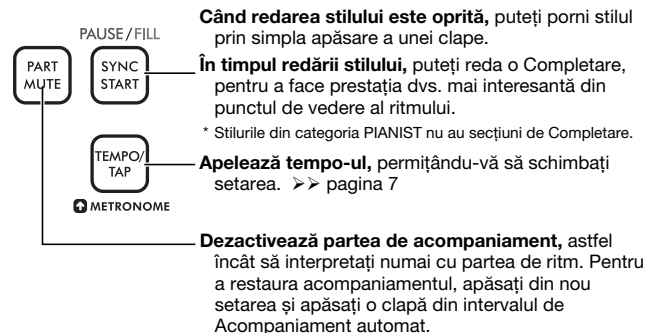 Când redarea stilului este oprită, puteți porni stilul
prin simpla apăsare a unei clape.
PAUSE/FILL
PART
MUTE
SYNC
START
În timpul redării stilului, puteți reda o Completare,
pentru a face prestația dvs. mai interesantă din
punctul de vedere al ritmului.
* Stilurile din categoria PIANIST nu au secțiuni de Completare.
TEMPO/
TAP
METRONOME
Apelează tempo-ul, permițându-vă să schimbați
setarea. ➢➢ pagina 7
Dezactivează partea de acompaniament, astfel
încât să interpretați numai cu partea de ritm. Pentru
a restaura acompaniamentul, apăsați din nou
setarea și apăsați o clapă din intervalul de
Acompaniament automat.